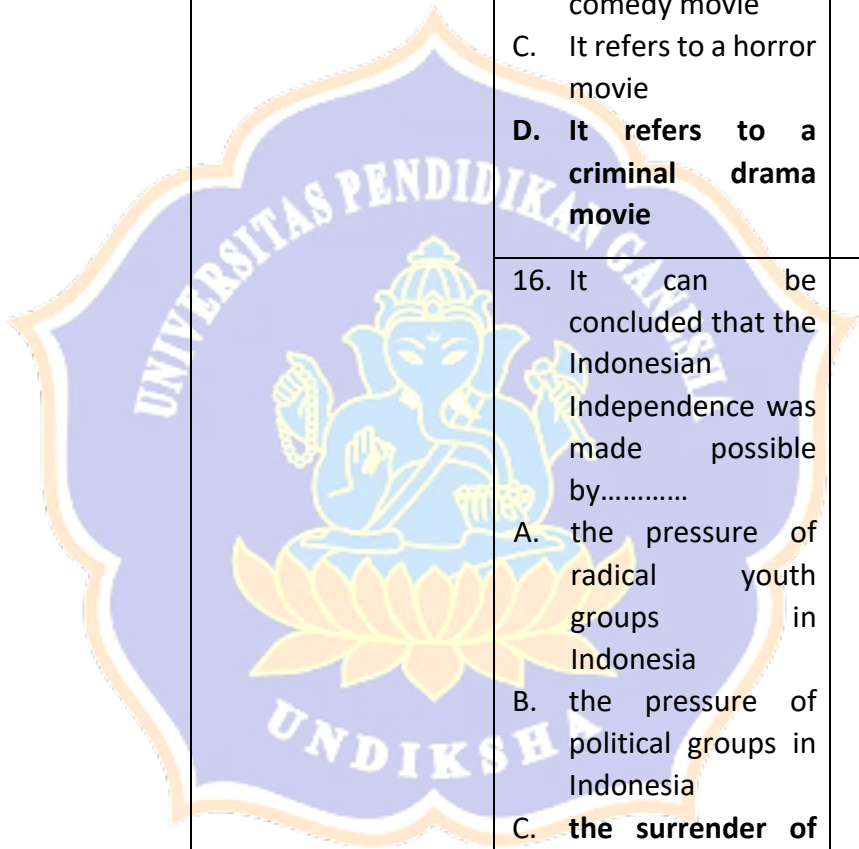 comedy movie
C. It refers to a horror
movie
D. It refers to a
criminal drama
movie
16. It can be
concluded that the
Indonesian
Independence was
made possible
by…………
A. the pressure of
radical youth
groups in
Indonesia
B. the pressure of
political groups in
Indonesia
C. the surrender of
UNIVERSITAS PENDIDIKAN GANESHA
UNDIKSHA